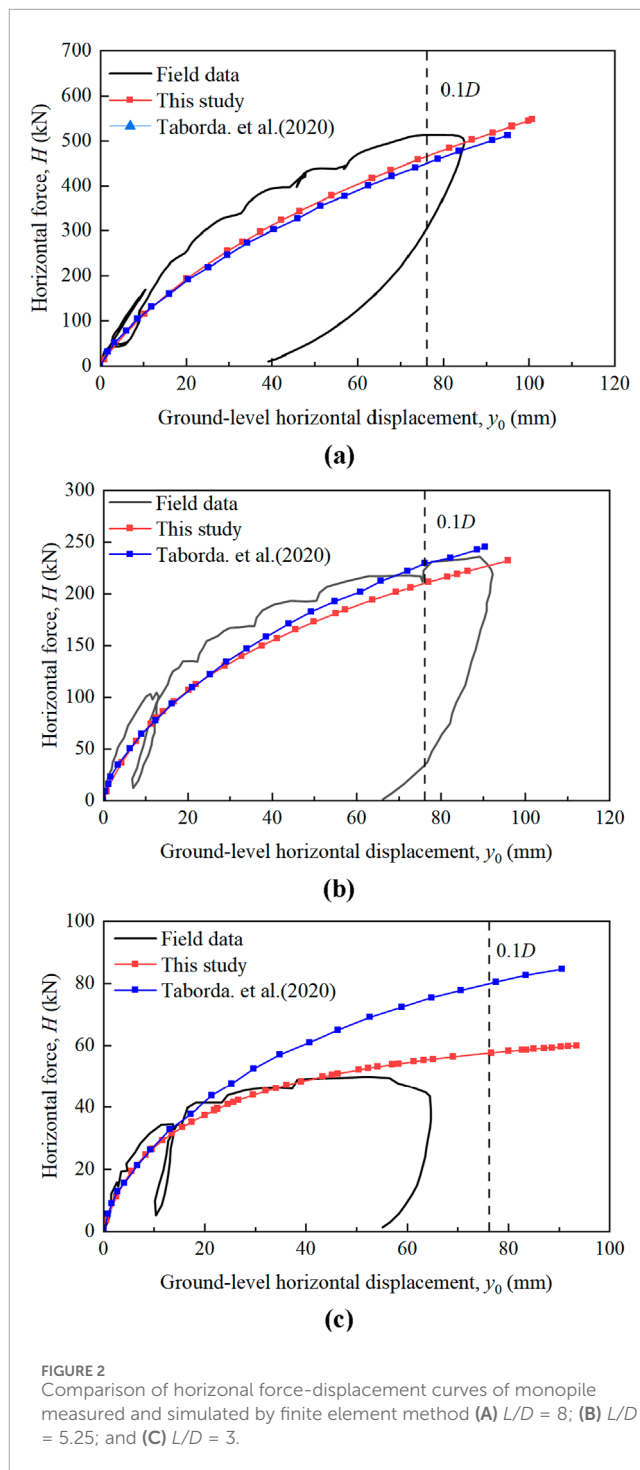 (a)
700
600
500
400
300
200
100
0
Horizontal force, H (kN)
Field data
This study
Taborda. et al.(2020)
0.1D
0 20 40 60 80 100 120
Ground-level horizontal displacement, y0 (mm)
(a)
300
250
200
150
100
50
0
Horizontal force, H (kN)
Field data
This study
Taborda. et al.(2020)
0.1D
0 20 40 60 80 100 120
Ground-level horizontal displacement, y0 (mm)
(b)
100
80
60
40
20
0
Horizontal force, H (kN)
Field data
This study
Taborda. et al.(2020)
0.1D
0 20 40 60 80 100
Ground-level horizontal displacement, y0 (mm)
(c)
FIGURE 2
Comparison of horizonal force-displacement curves of monopile
measured and simulated by finite element method (A) L/D = 8; (B) L/D
= 5.25; and (C) L/D = 3.